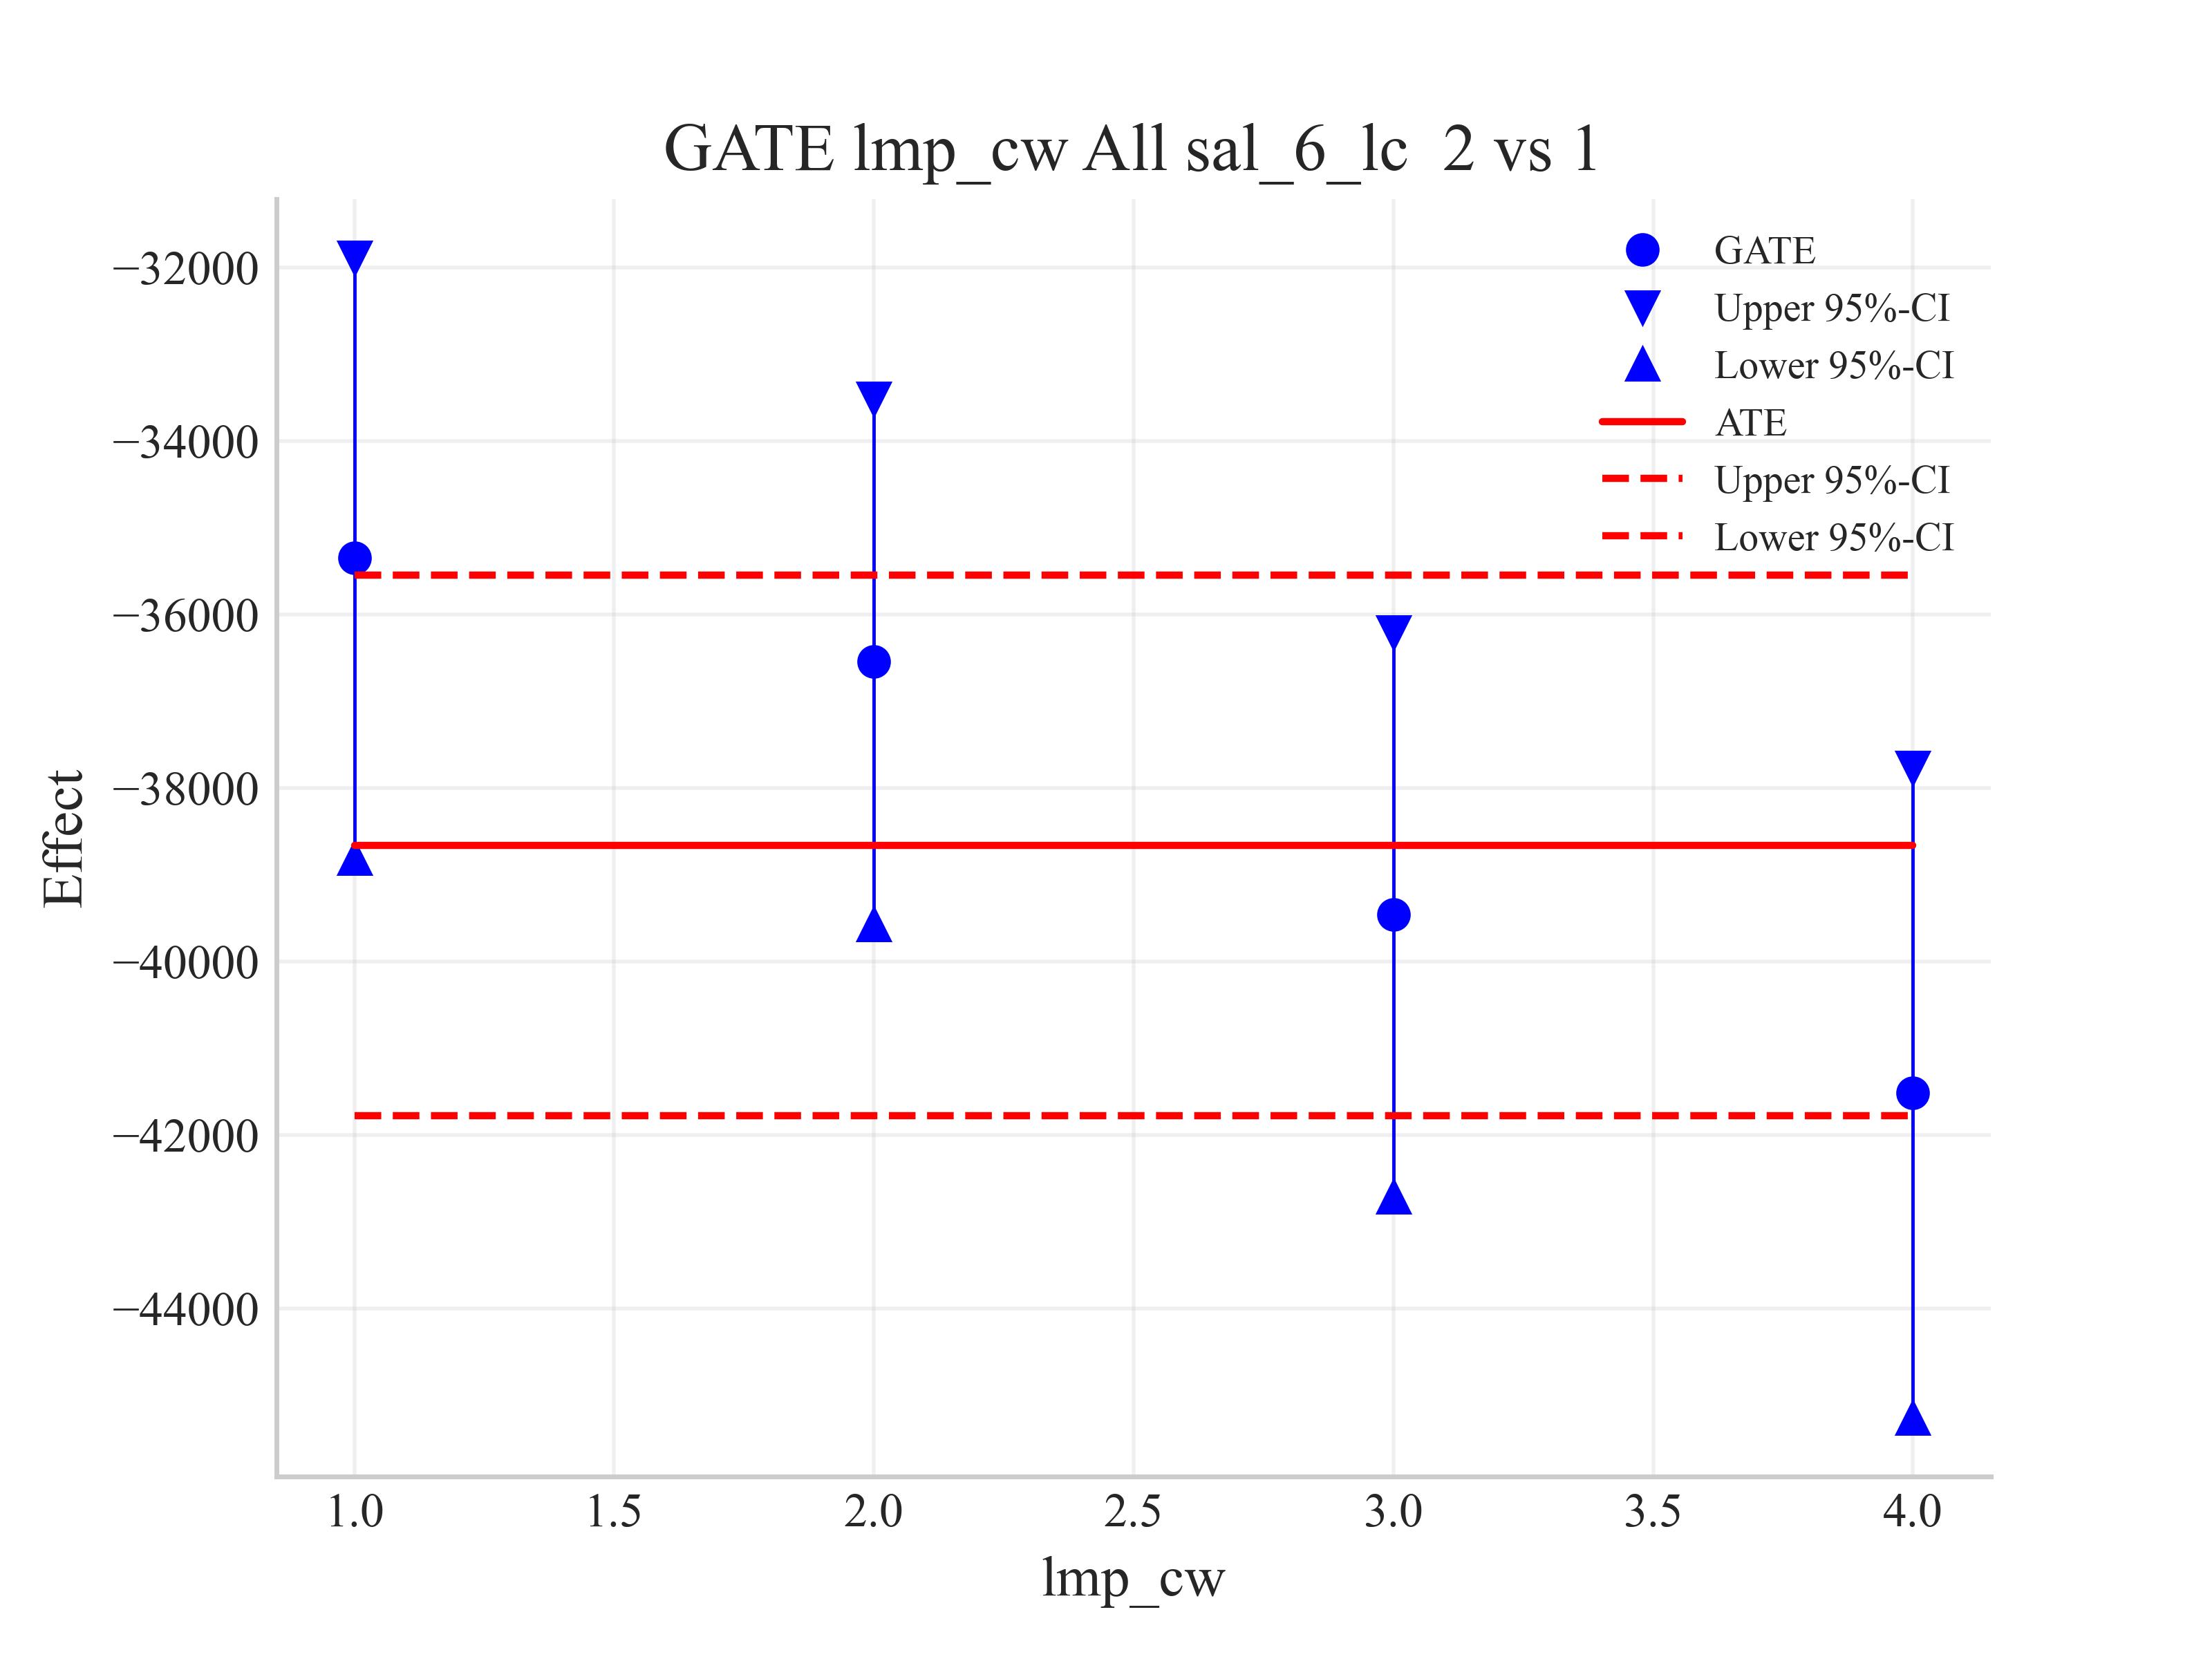 GATE lmp_cw All sal_6_lc  2 vs 1
GATE
Upper 95%-CI
Lower 95%-CI
ATE
Upper 95%-CI
Lower 95%-CI
−32000
−34000
−36000
−38000
−40000
−42000
−44000
Effect
1.0 1.5 2.0 2.5 3.0 3.5 4.0
lmp_cw